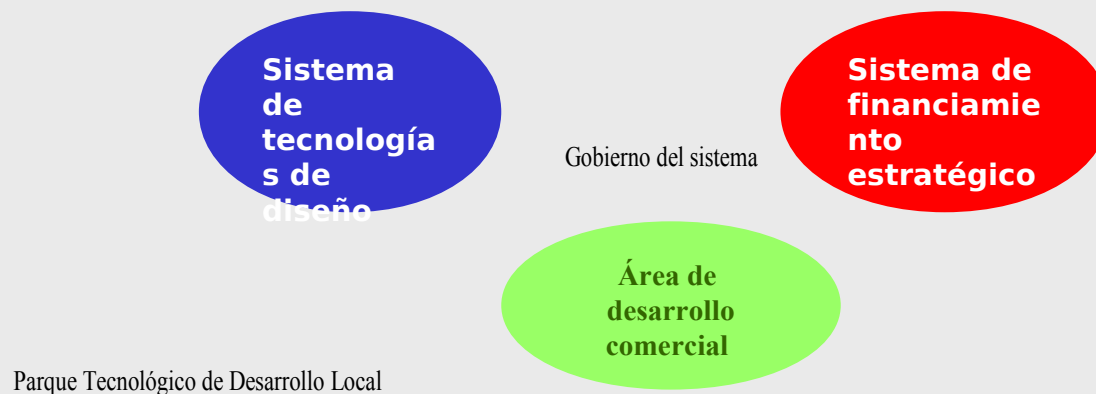 Sistema
de
tecnología
s de
diseño
Sistema de
financiamie
nto
estratégico
Gobierno del sistema
Área de
desarrollo
comercial
Parque Tecnológico de Desarrollo Local